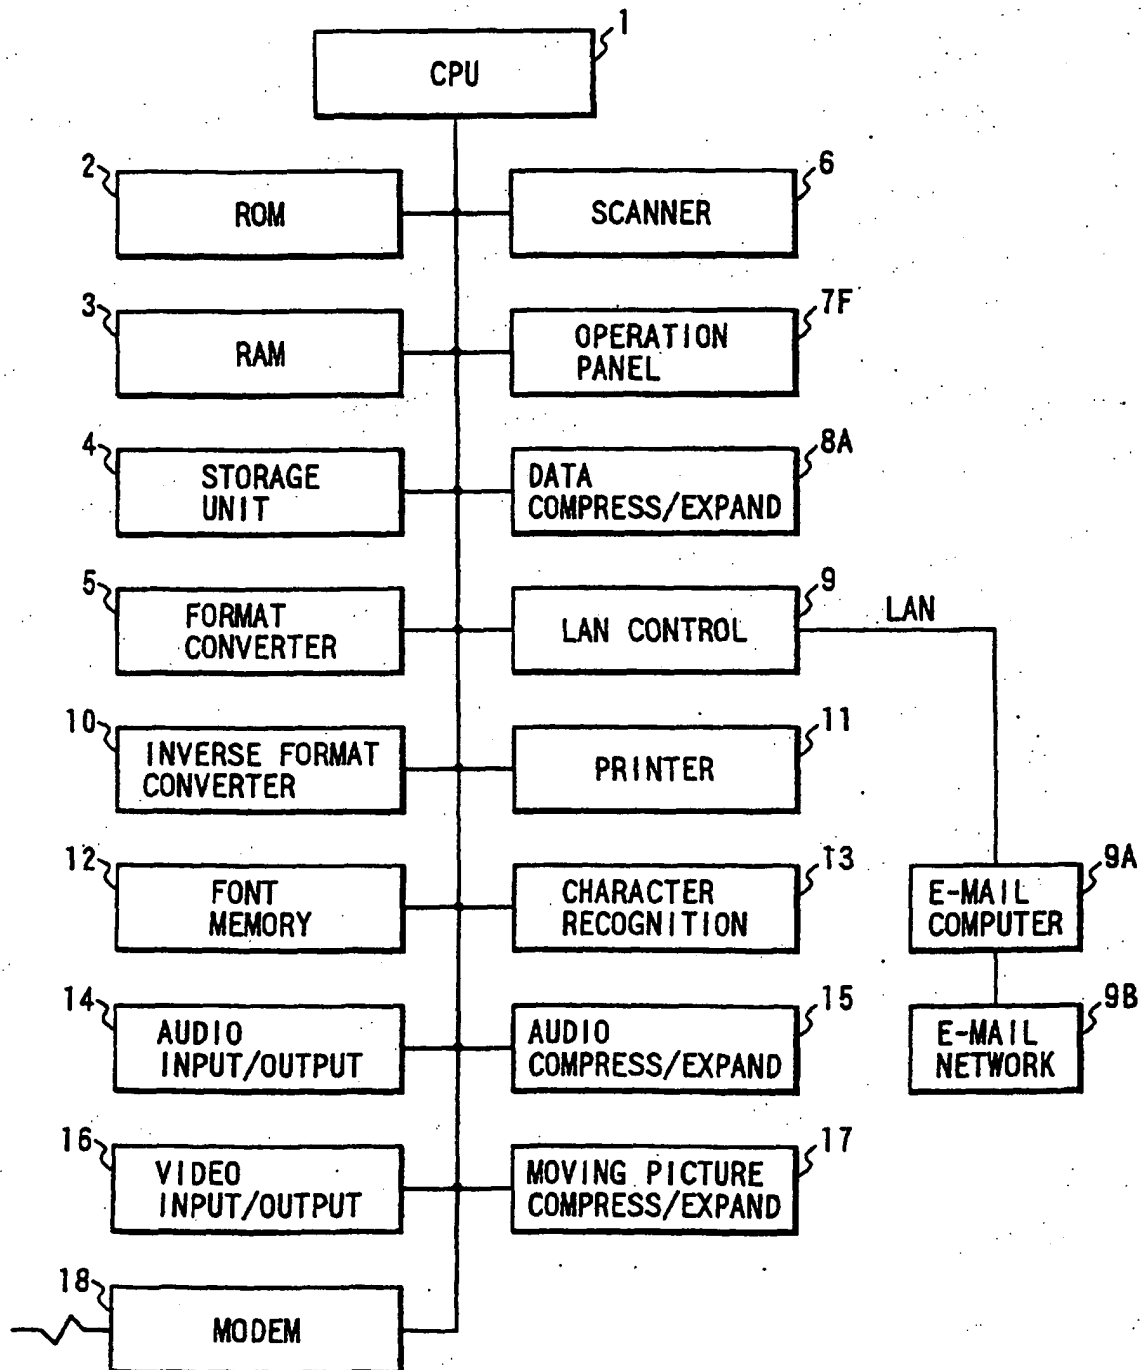 1
CPU
2
ROM
6
SCANNER
3
RAM
7F
OPERATION
PANEL
4
STORAGE
UNIT
8A
DATA
COMPRESS/EXPAND
5
FORMAT
CONVERTER
9
LAN CONTROL
LAN
10
INVERSE FORMAT
CONVERTER
11
PRINTER
12
FONT
MEMORY
13
CHARACTER
RECOGNITION
9A
E-MAIL
COMPUTER
14
AUDIO
INPUT/OUTPUT
15
AUDIO
COMPRESS/EXPAND
9B
E-MAIL
NETWORK
16
VIDEO
INPUT/OUTPUT
17
MOVING PICTURE
COMPRESS/EXPAND
18
MODEM